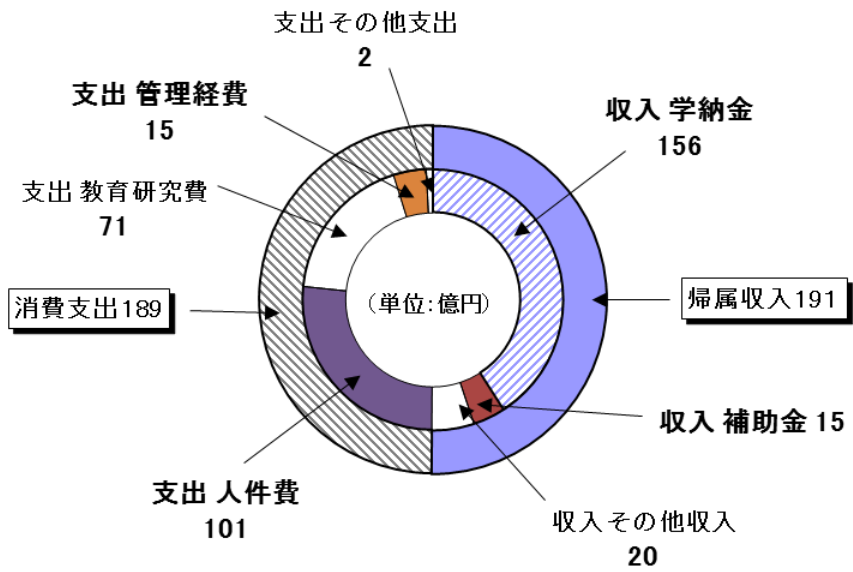 支出その他支出
2
支出 管理経費
15
収入 学納金
156
支出 教育研究費
71
消費支出189
(単位:億円)
帰属収入191
収入 補助金 15
支出 人件費
101
収入その他収入
20